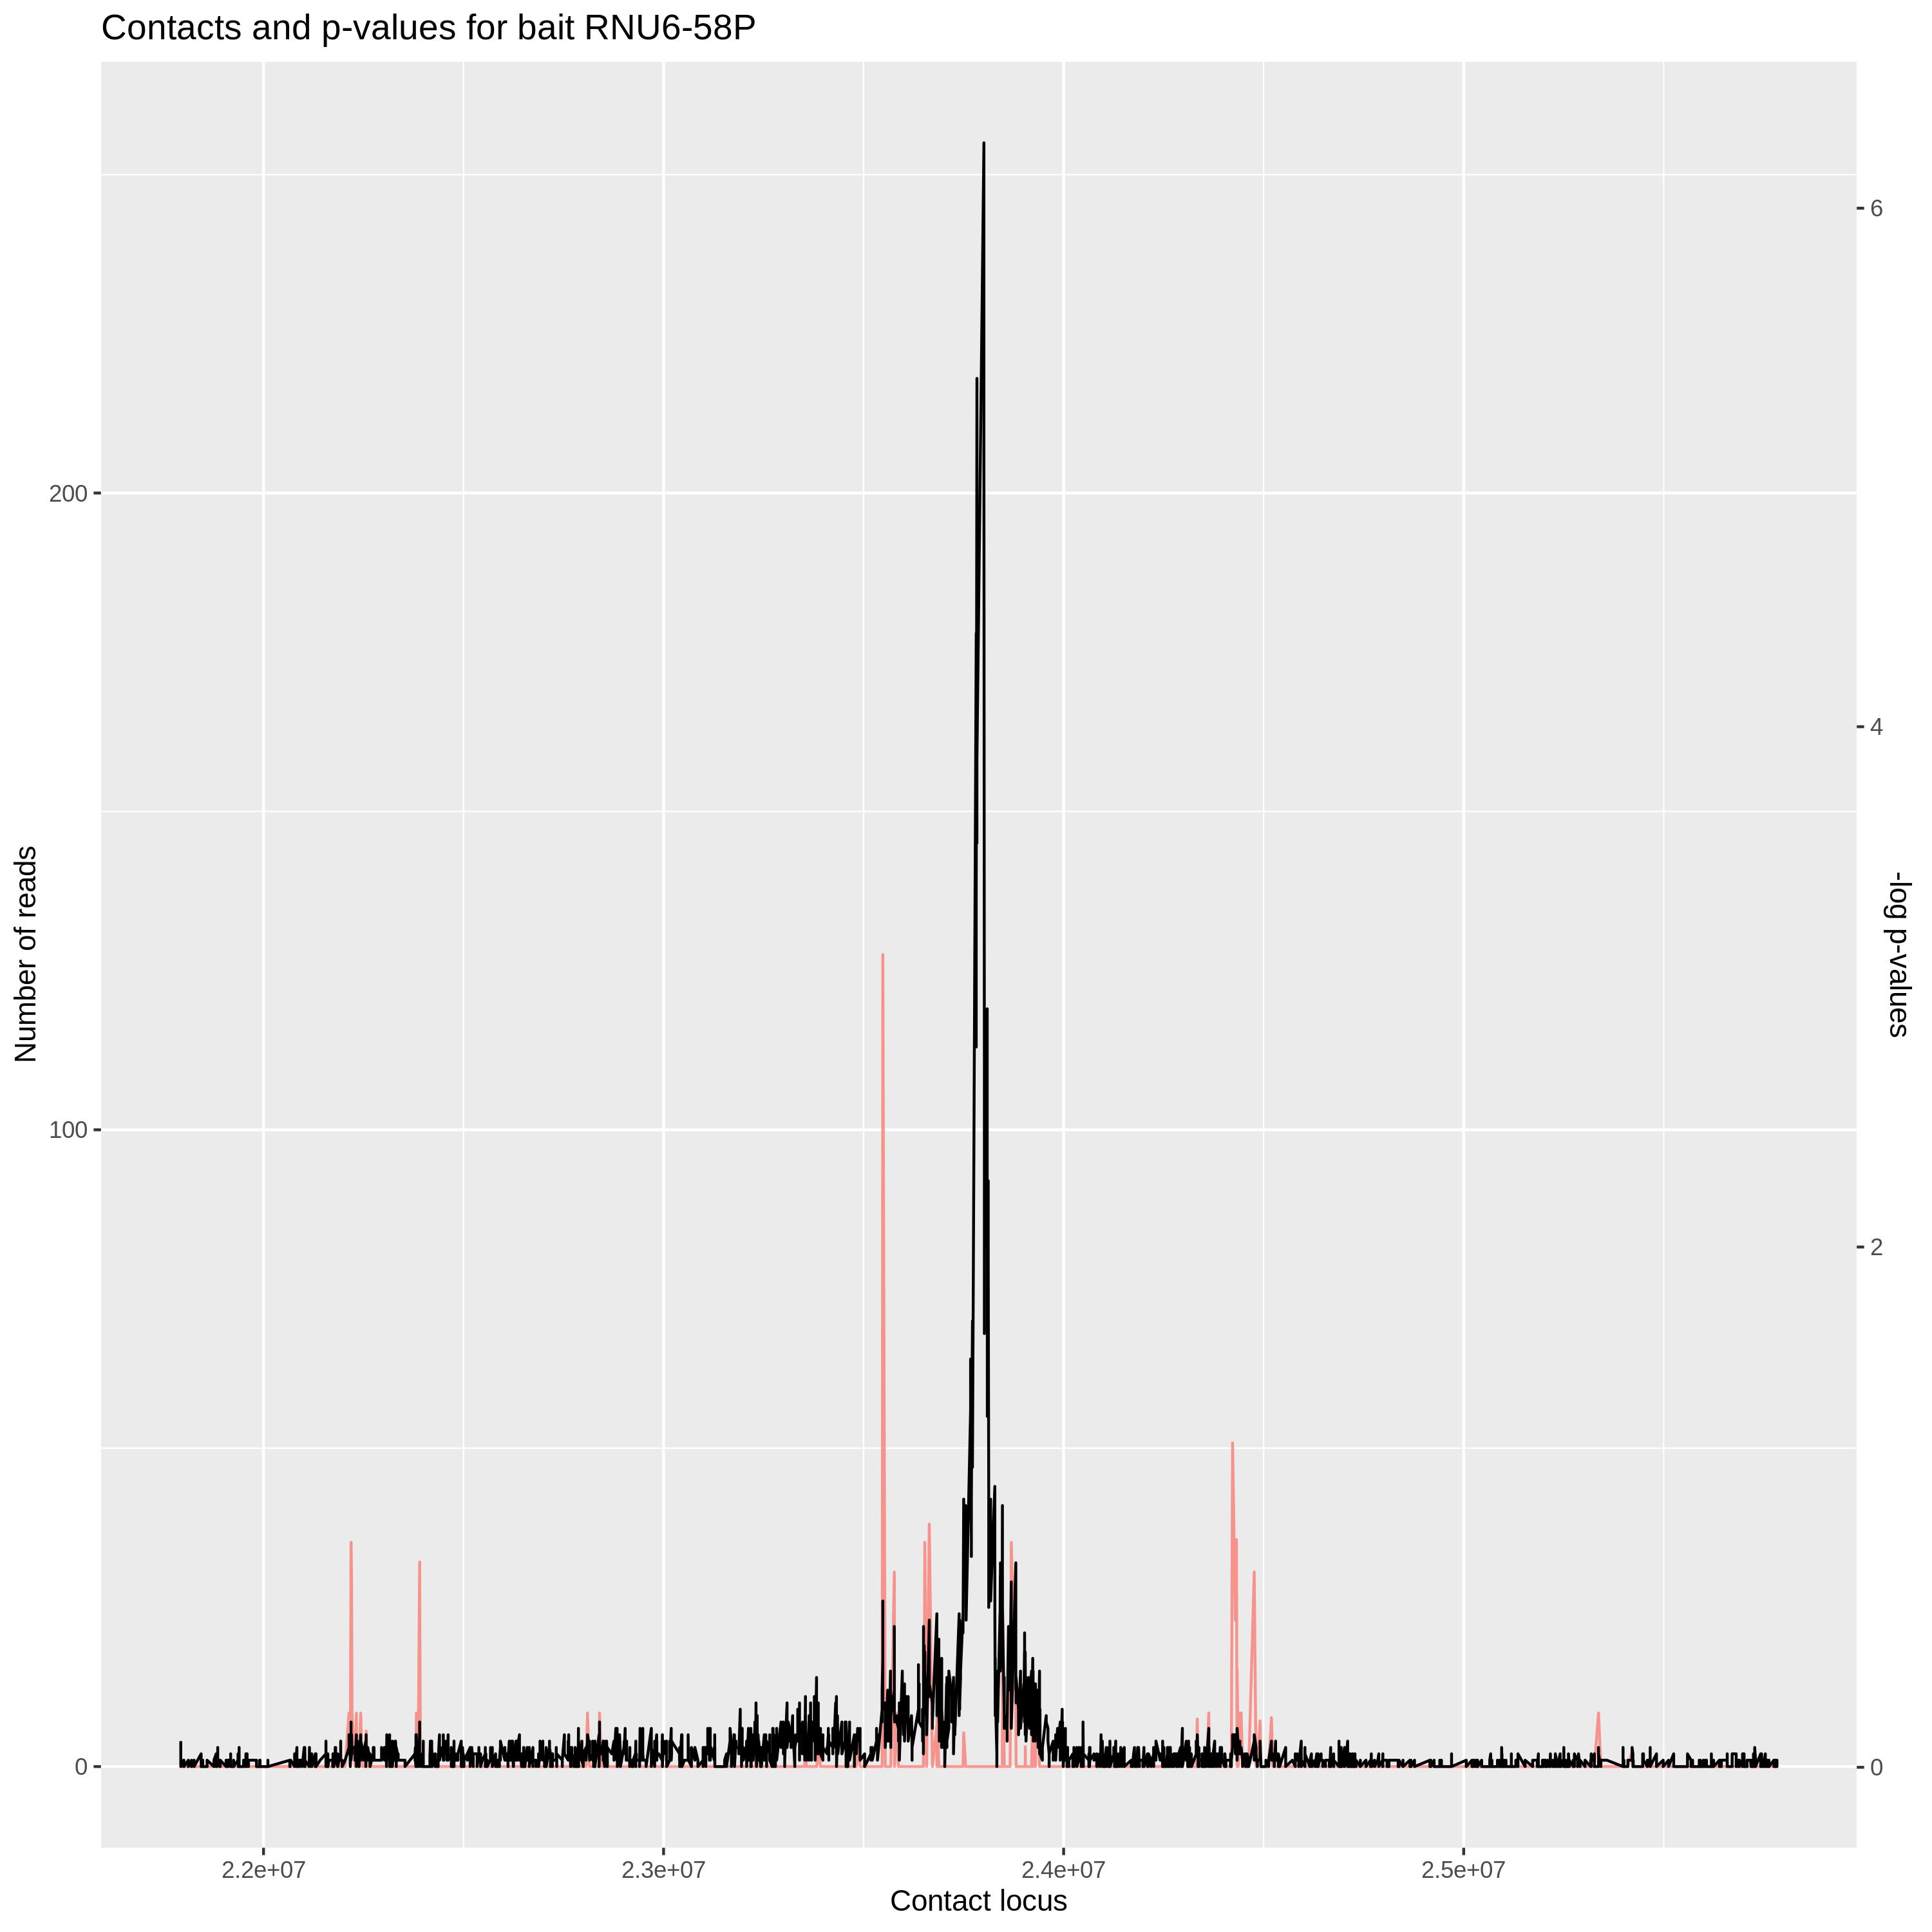 Contacts and p-values for bait RNU6-58P
Number of reads
200
100
0
6
4
2
0
-log p-values
2.2e+07
2.3e+07
2.4e+07
2.5e+07
Contact locus